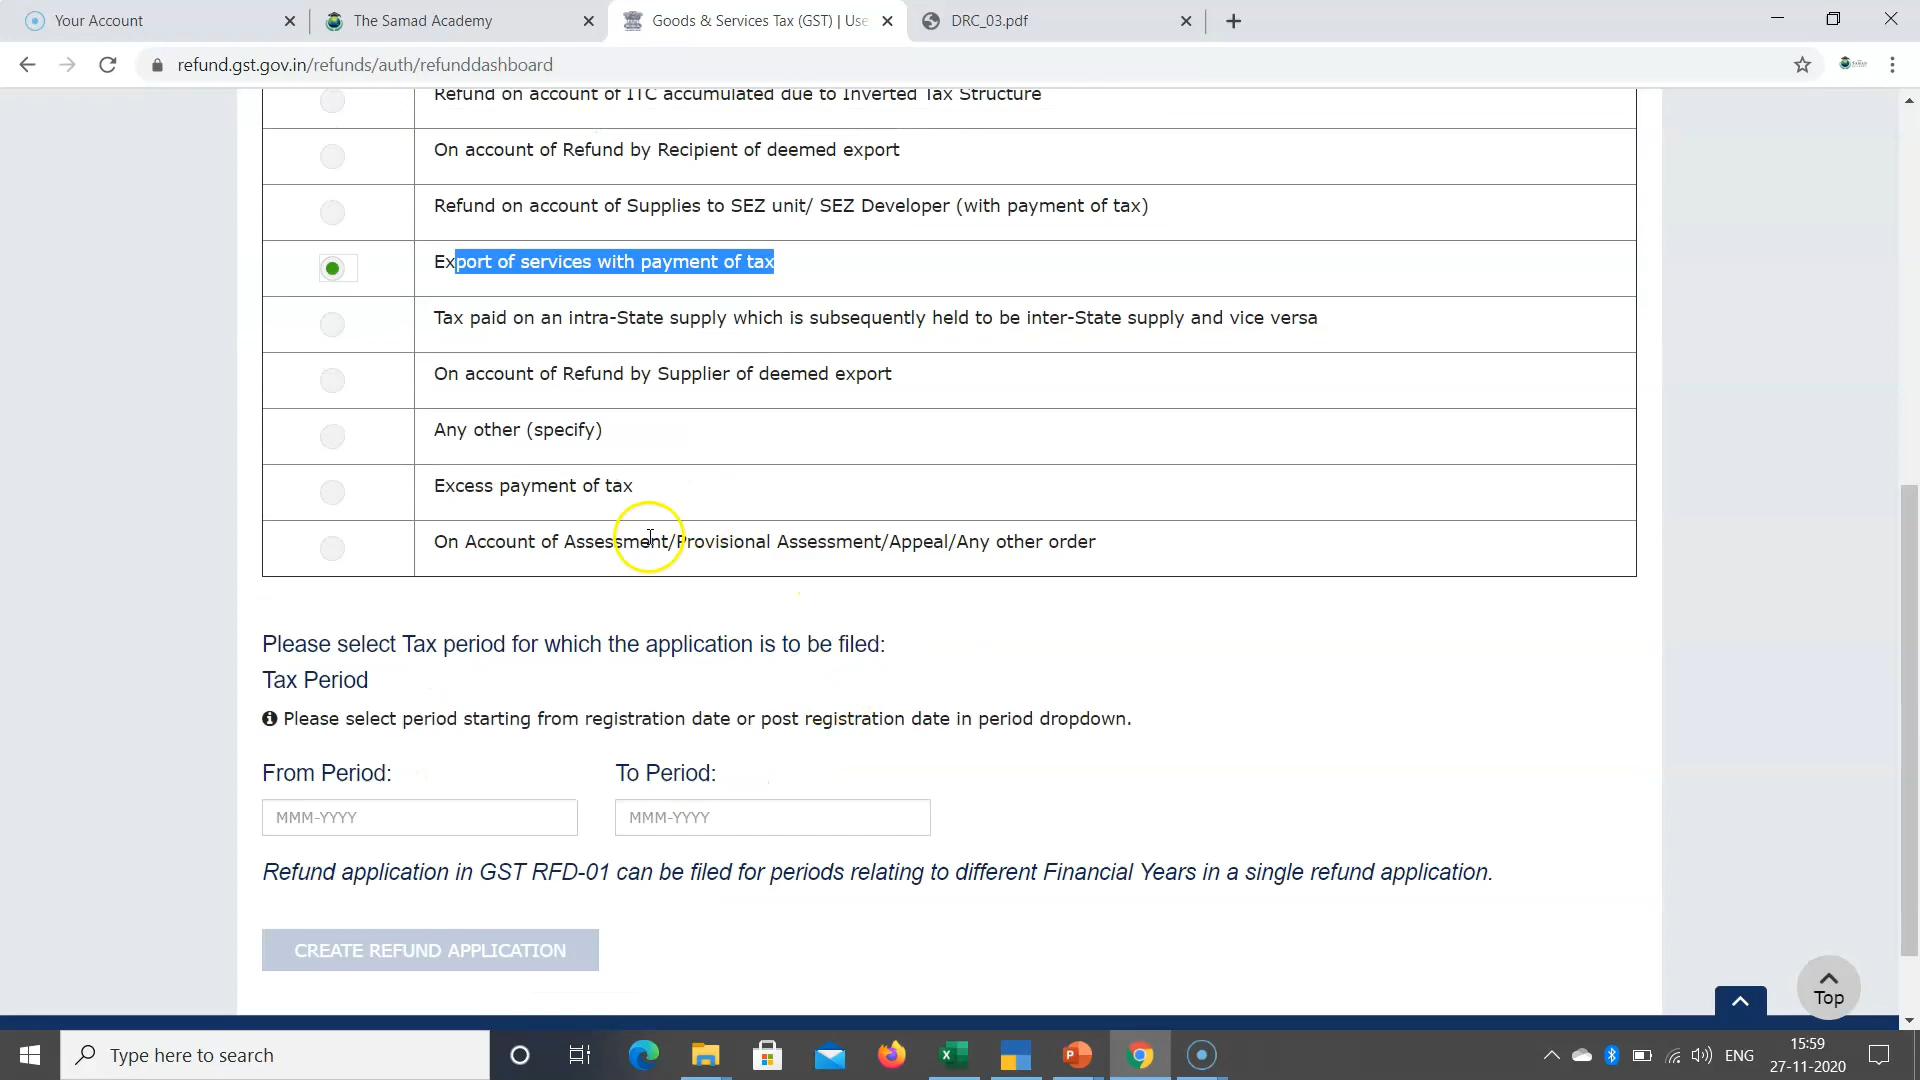 Your Account
The Samad Academy
Goods & Services Tax (GST) | Use
DRC_03.pdf
refund.gst.gov.in/refunds/auth/refunddashboard
Refund on account of ITC accumulated due to Inverted Tax Structure
On account of Refund by Recipient of deemed export
Refund on account of Supplies to SEZ unit/ SEZ Developer (with payment of tax)
Export of services with payment of tax
Tax paid on an intra-State supply which is subsequently held to be inter-State supply and vice versa
On account of Refund by Supplier of deemed export
Any other (specify)
Excess payment of tax
On Account of Assessment/Provisional Assessment/Appeal/Any other order
Please select Tax period for which the application is to be filed:
Tax Period
Please select period starting from registration date or post registration date in period dropdown.
From Period: To Period:
MMM-YYYY MMM-YYYY
Refund application in GST RFD-01 can be filed for periods relating to different Financial Years in a single refund application.
CREATE REFUND APPLICATION
Top
Type here to search
ENG
15:59
27-11-2020